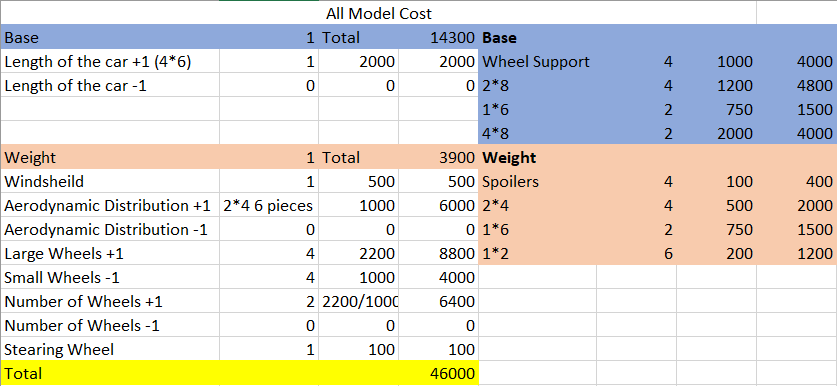 All Model Cost
Base 1 Total 14300 Base
Length of the car +1 (4*6) 1 2000 2000 Wheel Support 4 1000 4000
Length of the car -1 0 0 0 2*8 4 1200 4800
1*6 2 750 1500
4*8 2 2000 4000
Weight 1 Total 3900 Weight
Windsheild 1 500 500 Spoilers 4 100 400
Aerodynamic Distribution +1 2*4 6 pieces 1000 6000 2*4 4 500 2000
Aerodynamic Distribution -1 0 0 0 1*6 2 750 1500
Large Wheels +1 4 2200 8800 1*2 6 200 1200
Small Wheels -1 4 1000 4000
Number of Wheels +1 2 2200/1000 6400
Number of Wheels -1 0 0 0
Stearing Wheel 1 100 100
Total 46000